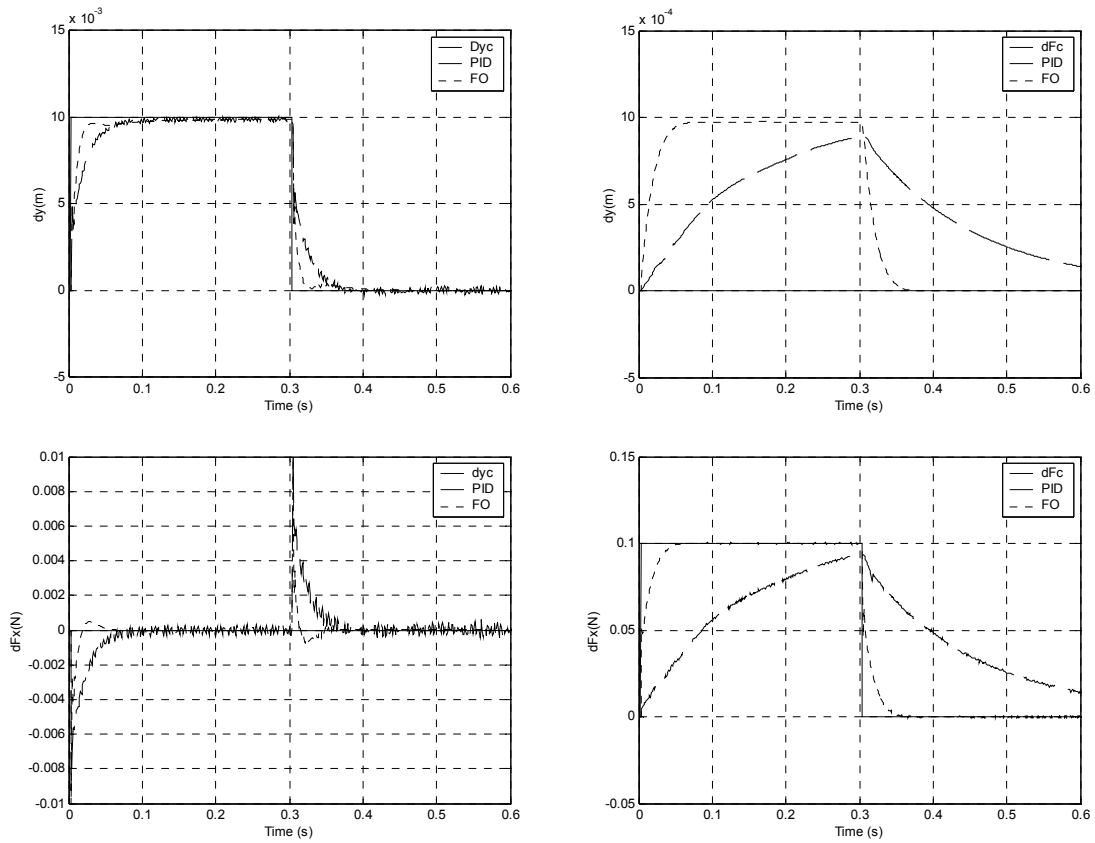 x 10⁻³
15
10
5
0
-5
dy(m)
0 0.1 0.2 0.3 0.4 0.5 0.6
Time (s)
Dyc
PID
FO
x 10⁻⁴
15
10
5
0
-5
dy(m)
0 0.1 0.2 0.3 0.4 0.5 0.6
Time (s)
dFc
PID
FO
0.01
0.008
0.006
0.004
0.002
0
-0.002
-0.004
-0.006
-0.008
-0.01
dFx(N)
0 0.1 0.2 0.3 0.4 0.5 0.6
Time (s)
dyc
PID
FO
0.15
0.1
0.05
0
-0.05
dFx(N)
0 0.1 0.2 0.3 0.4 0.5 0.6
Time (s)
dFc
PID
FO